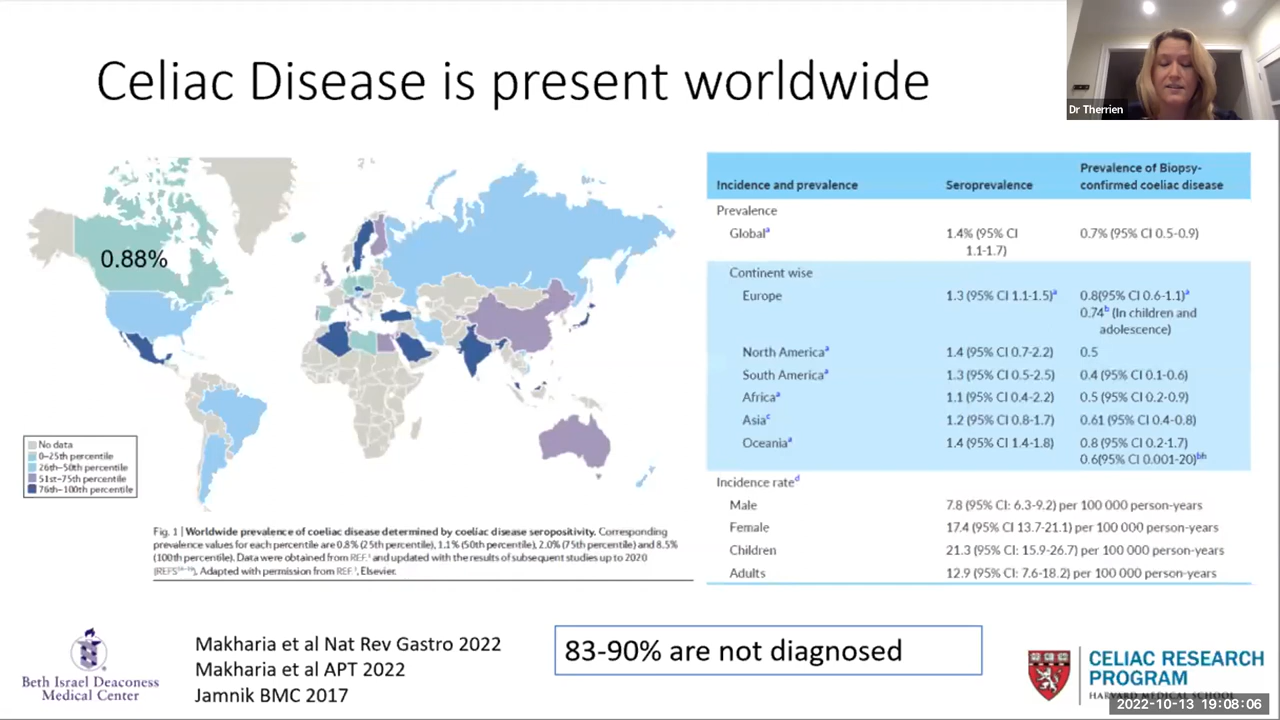 Celiac Disease is present worldwide
Dr Therrien
0.88%
No data
0–25th percentile
26th–50th percentile
51st–75th percentile
76th–100th percentile
Fig. 1 | Worldwide prevalence of coeliac disease determined by coeliac disease seropositivity. Corresponding
prevalence values for each percentile are 0.8% (25th percentile), 1.1% (50th percentile), 2.0% (75th percentile) and 8.5%
(100th percentile). Data were obtained from REF.¹ and updated with the results of subsequent studies up to 2020
Adapted with permission from REF.¹, Elsevier.
Incidence and prevalence Seroprevalence Prevalence of Biopsy-
confirmed coeliac disease
Prevalence
Globalᵃ 1.4% (95% CI 0.7% (95% CI 0.5-0.9)
1.1-1.7)
Continent wise
Europe 1.3 (95% CI 1.1-1.5)ᵃ 0.8(95% CI 0.6-1.1)ᵃ
0.74ᵇ (In children and
adolescence)
North Americaᵃ 1.4 (95% CI 0.7-2.2) 0.5
South Americaᵃ 1.3 (95% CI 0.5-2.5) 0.4 (95% CI 0.1-0.6)
Africaᵃ 1.1 (95% CI 0.4-2.2) 0.5 (95% CI 0.2-0.9)
Asiaᶜ 1.2 (95% CI 0.8-1.7) 0.61 (95% CI 0.4-0.8)
Oceaniaᵃ 1.4 (95% CI 1.4-1.8) 0.8 (95% CI 0.2-1.7)
0.6(95% CI 0.001-20)ᵇʰ
Incidence rateᵈ
Male 7.8 (95% CI: 6.3-9.2) per 100 000 person-years
Female 17.4 (95% CI 13.7-21.1) per 100 000 person-years
Children 21.3 (95% CI: 15.9-26.7) per 100 000 person-years
Adults 12.9 (95% CI: 7.6-18.2) per 100 000 person-years
Beth Israel Deaconess
Medical Center
Makharia et al Nat Rev Gastro 2022
Makharia et al APT 2022
Jamnik BMC 2017
83-90% are not diagnosed
CELIAC RESEARCH
PROGRAM
HARVARD MEDICAL SCHOOL
2022-10-13 19:08:06